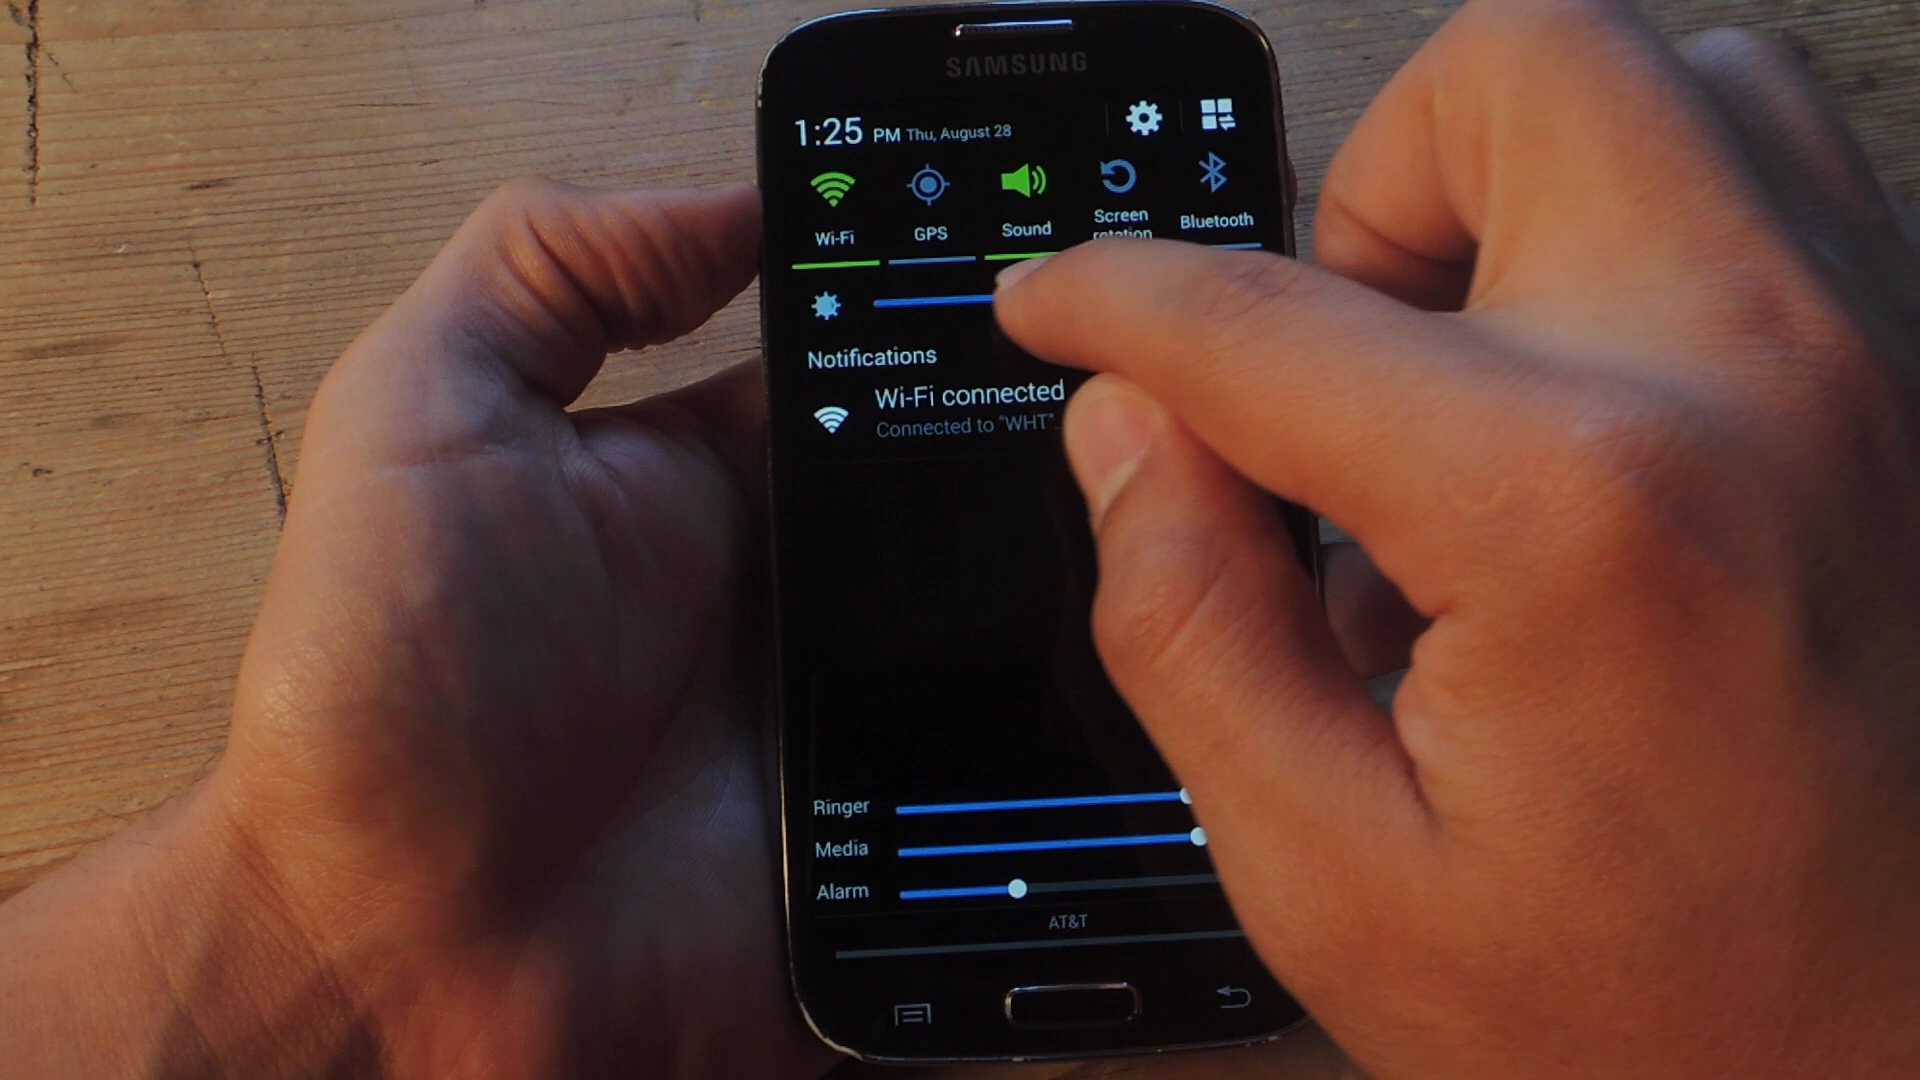 SAMSUNG
1:25 PM Thu, August 28
Wi-Fi
GPS
Sound
Screen
rotation
Bluetooth
Notifications
Wi-Fi connected
Connected to "WHT".
Ringer
Media
Alarm
AT&T